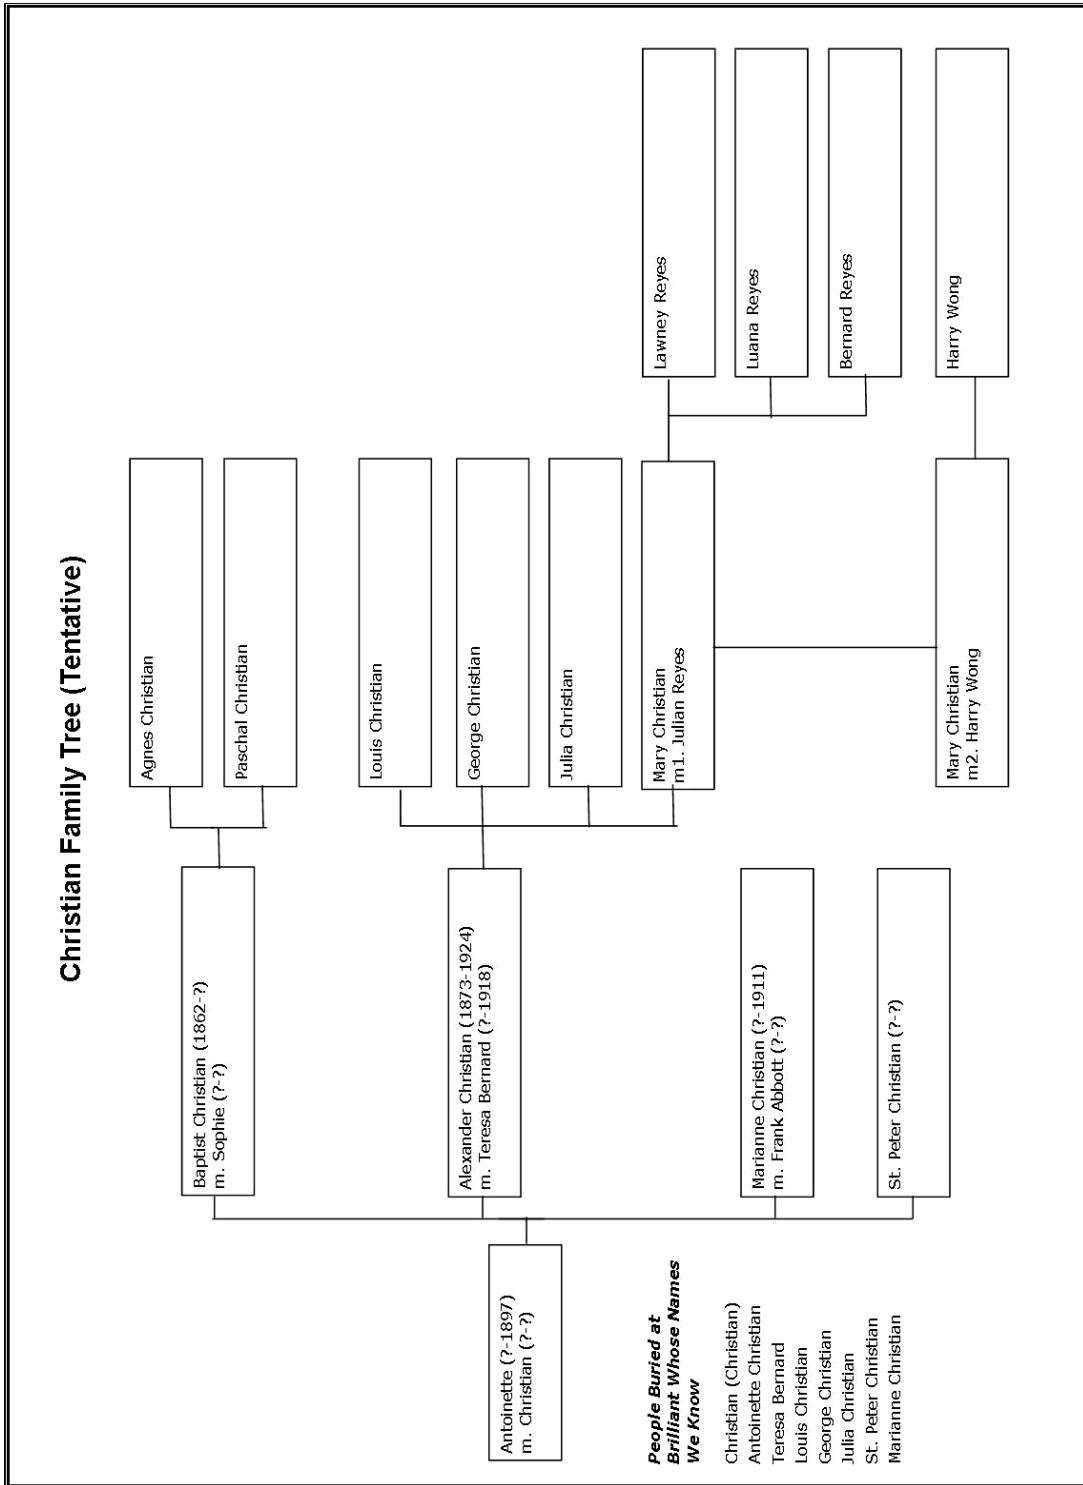 Christian Family Tree (Tentative)
Antoinette (?-1897)
m. Christian (?-?)
Baptist Christian (1862-?)
m. Sophie (?-?)
Alexander Christian (1873-1924)
m. Teresa Bernard (?-1918)
Marianne Christian (?-1911)
m. Frank Abbott (?-?)
St. Peter Christian (?-?)
Agnes Christian
Paschal Christian
Louis Christian
George Christian
Julia Christian
Mary Christian
m1. Julian Reyes
Mary Christian
m2. Harry Wong
Lawney Reyes
Luana Reyes
Bernard Reyes
Harry Wong
People Buried at
Brilliant Whose Names
We Know
Christian (Christian)
Antoinette Christian
Teresa Bernard
Louis Christian
George Christian
Julia Christian
St. Peter Christian
Marianne Christian